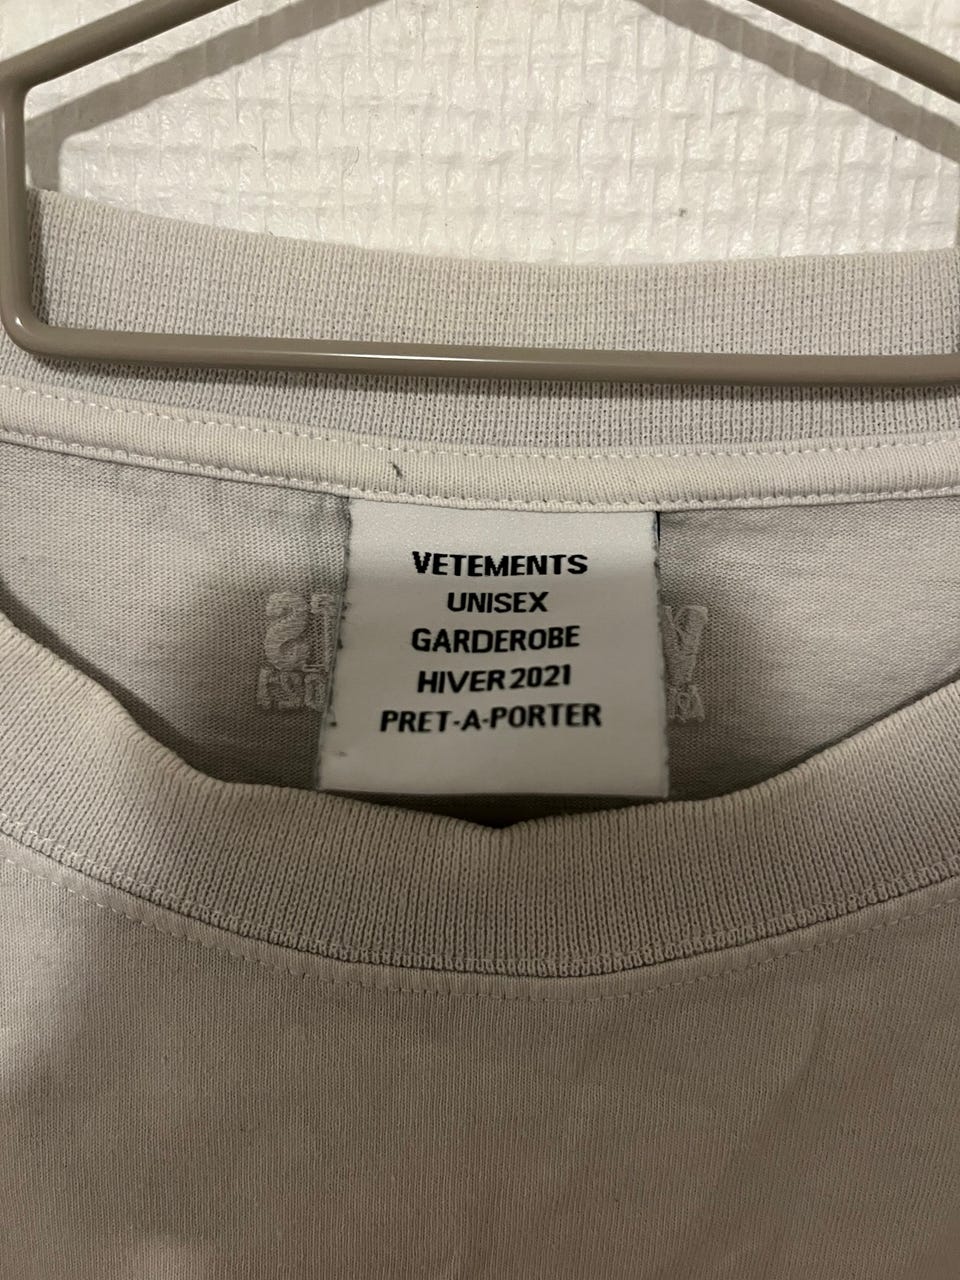 VETEMENTS
UNISEX
GARDEROBE
HIVER 2021
PRET-A-PORTER